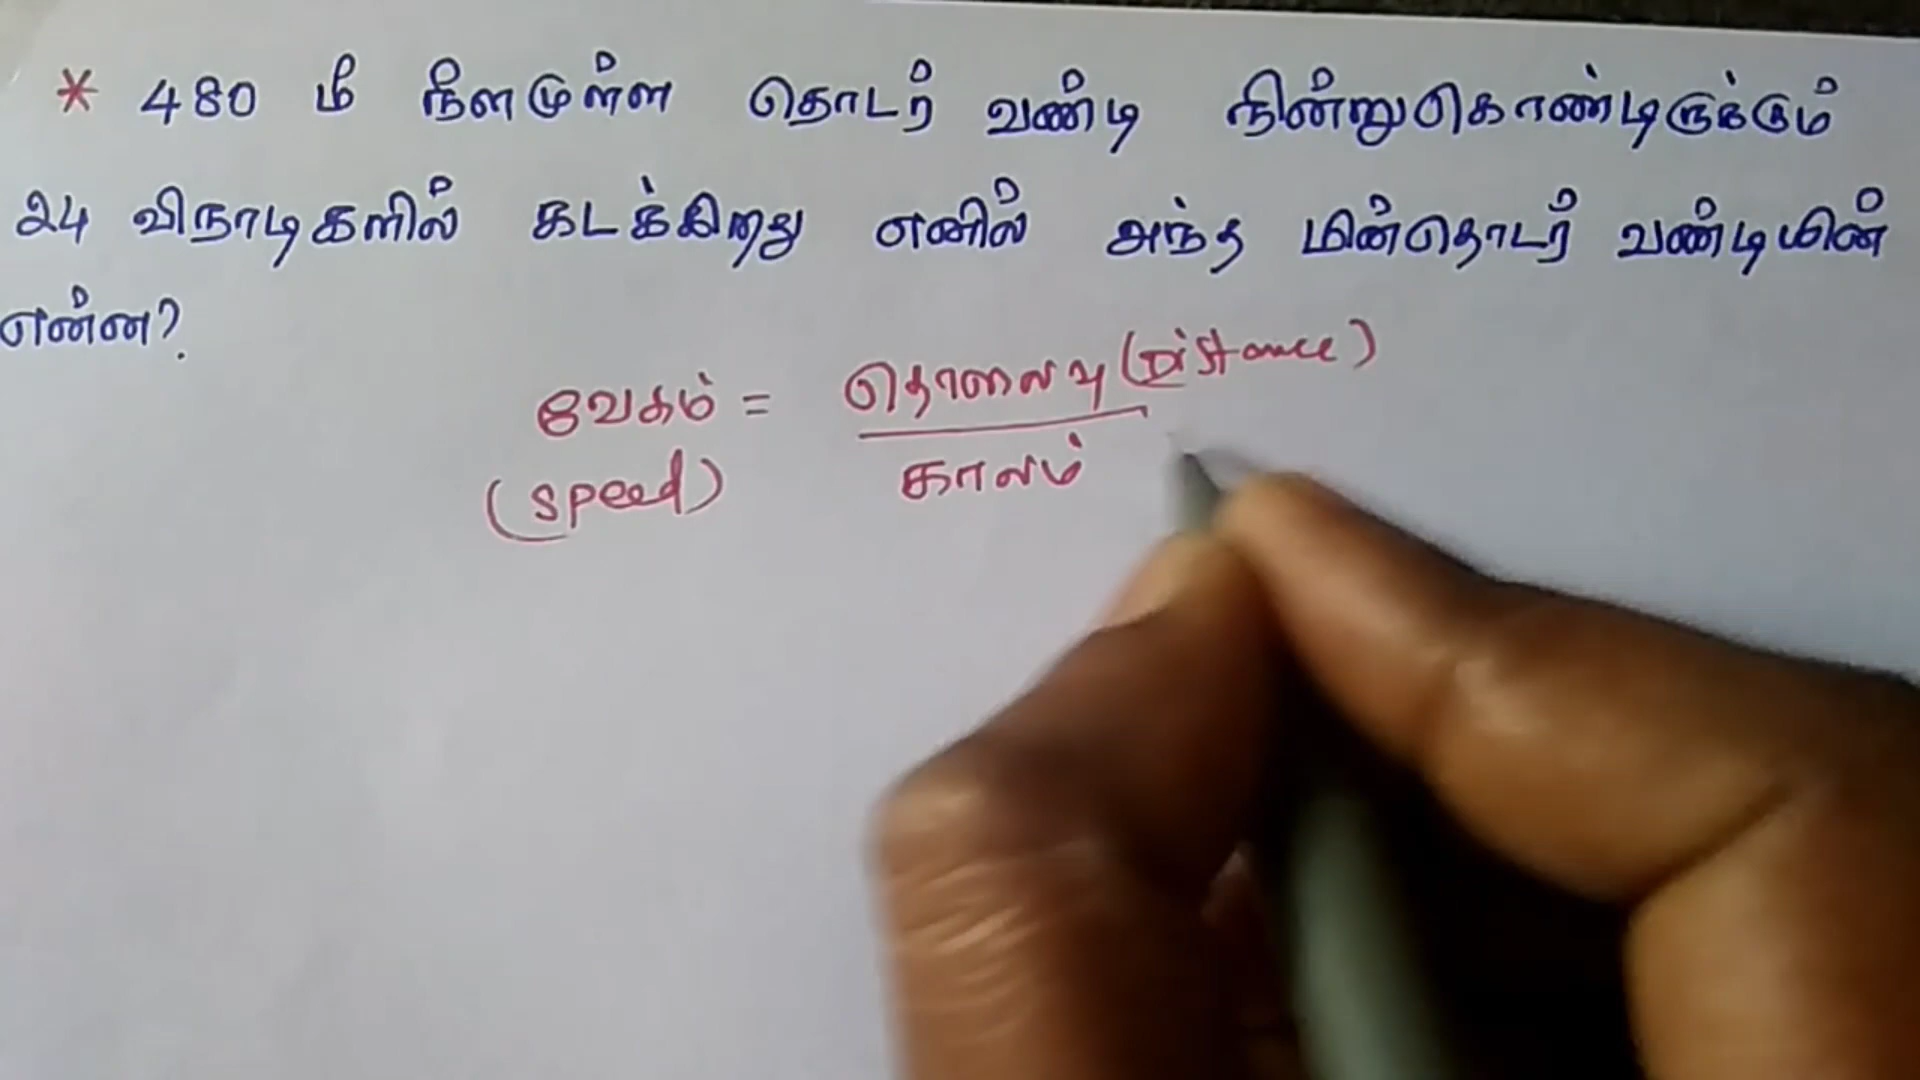 * 480 மீ நீளமுள்ள தொடர் வண்டி நின்றுகொண்டிருக்கும்
24 விநாடிகளில் கடக்கிறது எனில் அந்த மின்தொடர் வண்டியின்
என்ன?
வேகம் = தொலைவு (Distance)
(speed) காலம்